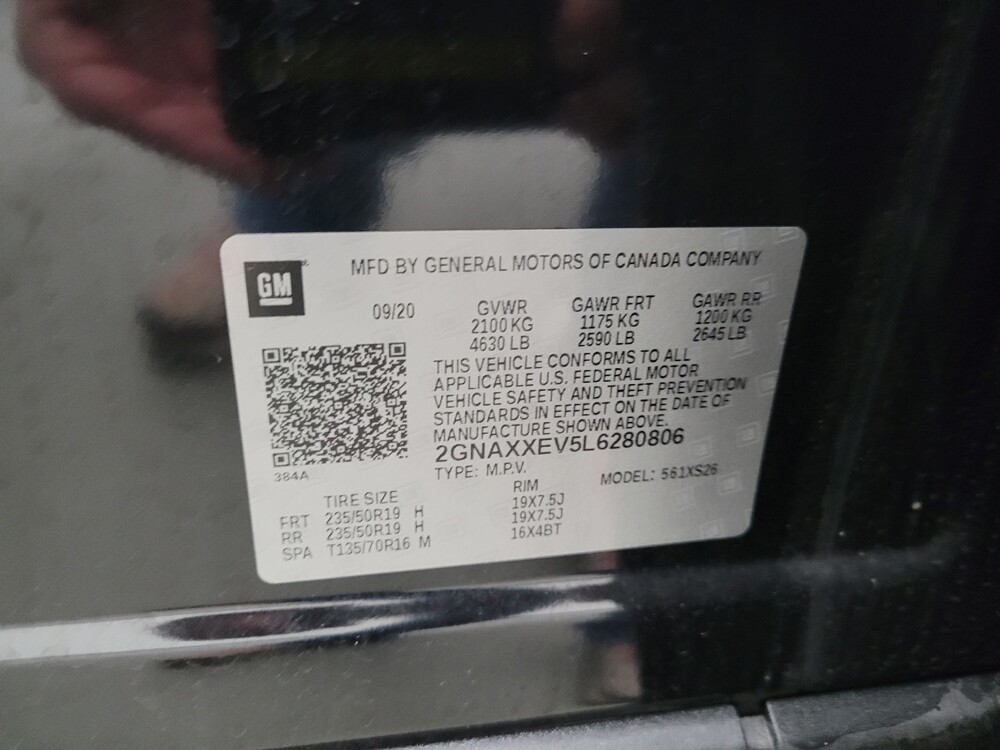 GM
MFD BY GENERAL MOTORS OF CANADA COMPANY
09/20 GVWR GAWR FRT GAWR RR
2100 KG 1175 KG 1200 KG
4630 LB 2590 LB 2645 LB
THIS VEHICLE CONFORMS TO ALL
APPLICABLE U.S. FEDERAL MOTOR
VEHICLE SAFETY AND THEFT PREVENTION
STANDARDS IN EFFECT ON THE DATE OF
MANUFACTURE SHOWN ABOVE.
2GNAXXEV5L6280806
384A
TYPE: M.P.V. MODEL: 561XS26
TIRE SIZE RIM
FRT 235/50R19 H 19X7.5J
RR 235/50R19 H 19X7.5J
SPA T135/70R16 M 16X4BT